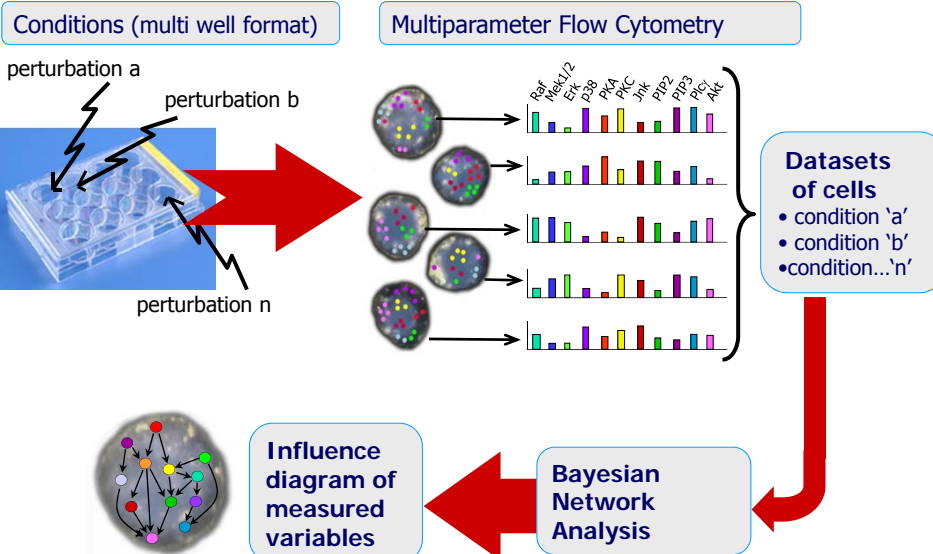 Conditions (multi well format)
Multiparameter Flow Cytometry
perturbation a
perturbation b
perturbation n
Raf
Mek1/2
Erk
p38
PKA
PKC
Jnk
PIP2
PIP3
Plcγ
Akt
Datasets
of cells
• condition ‘a’
• condition ‘b’
•condition...‘n’
Influence
diagram of
measured
variables
Bayesian
Network
Analysis